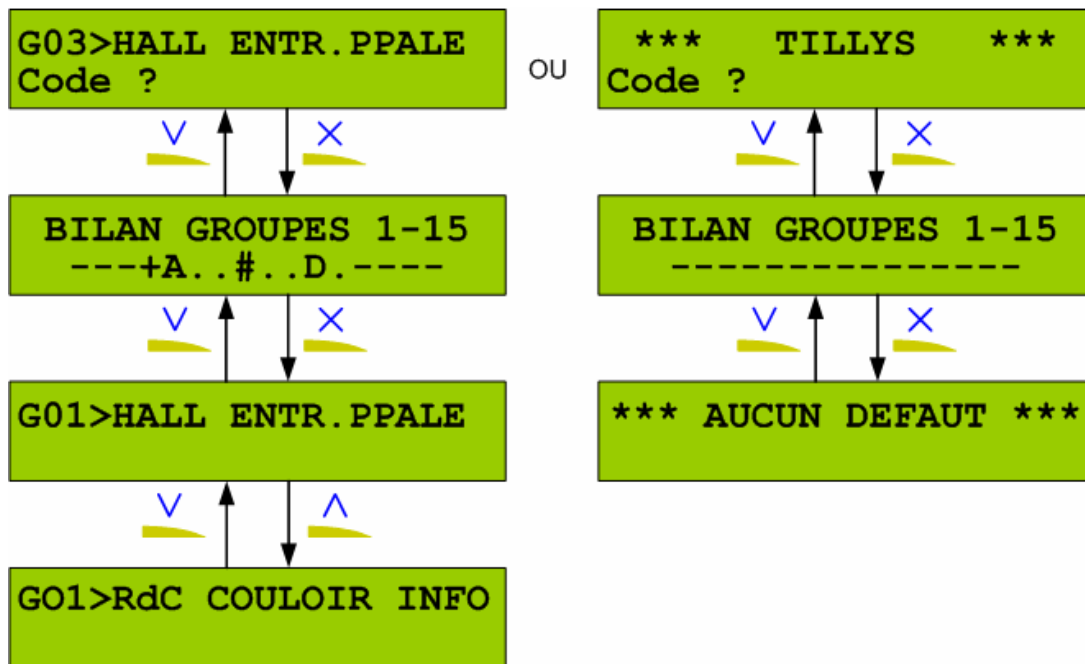 G03>HALL ENTR.PPALE
Code ?
OU
*** TILLYS ***
Code ?
BILAN GROUPES 1-15
---+A..#..D.----
BILAN GROUPES 1-15
---------------
G01>HALL ENTR.PPALE
*** AUCUN DEFAUT ***
GO1>RdC COULOIR INFO